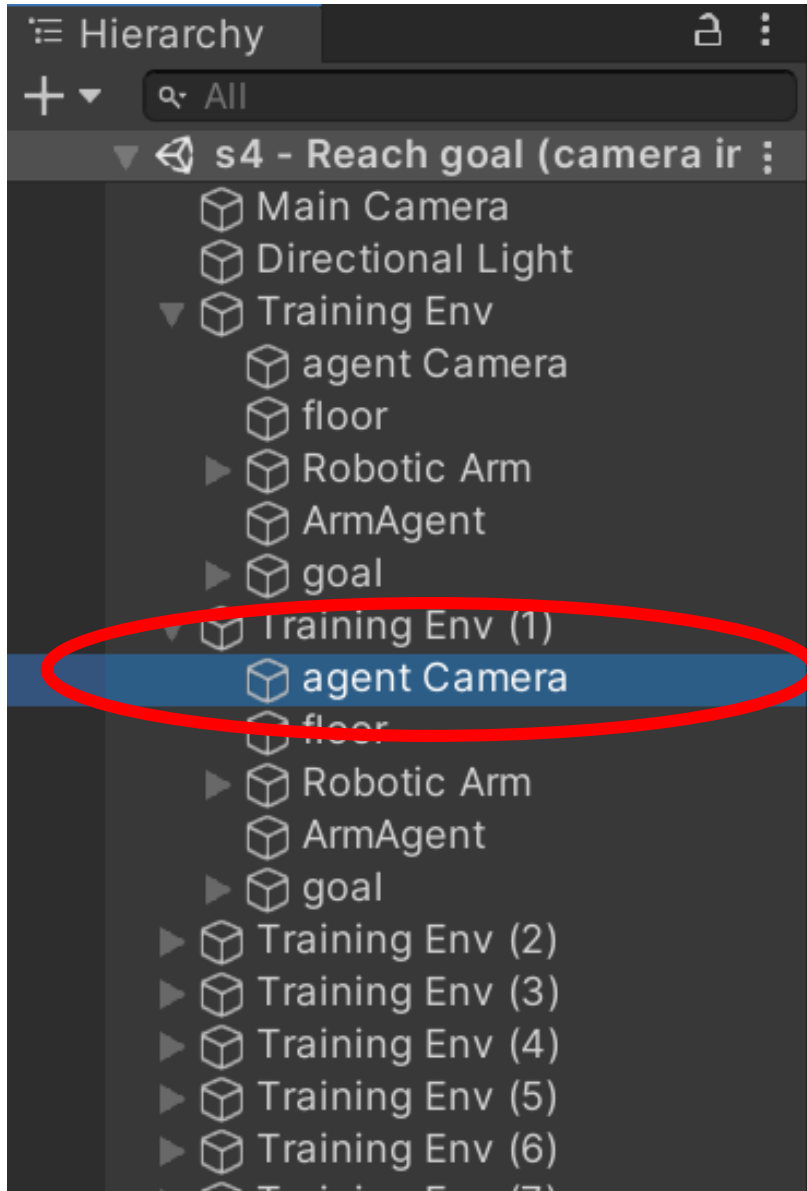 Hierarchy
All
s4 - Reach goal (camera ir
Main Camera
Directional Light
Training Env
agent Camera
floor
Robotic Arm
ArmAgent
goal
Training Env (1)
agent Camera
floor
Robotic Arm
ArmAgent
goal
Training Env (2)
Training Env (3)
Training Env (4)
Training Env (5)
Training Env (6)